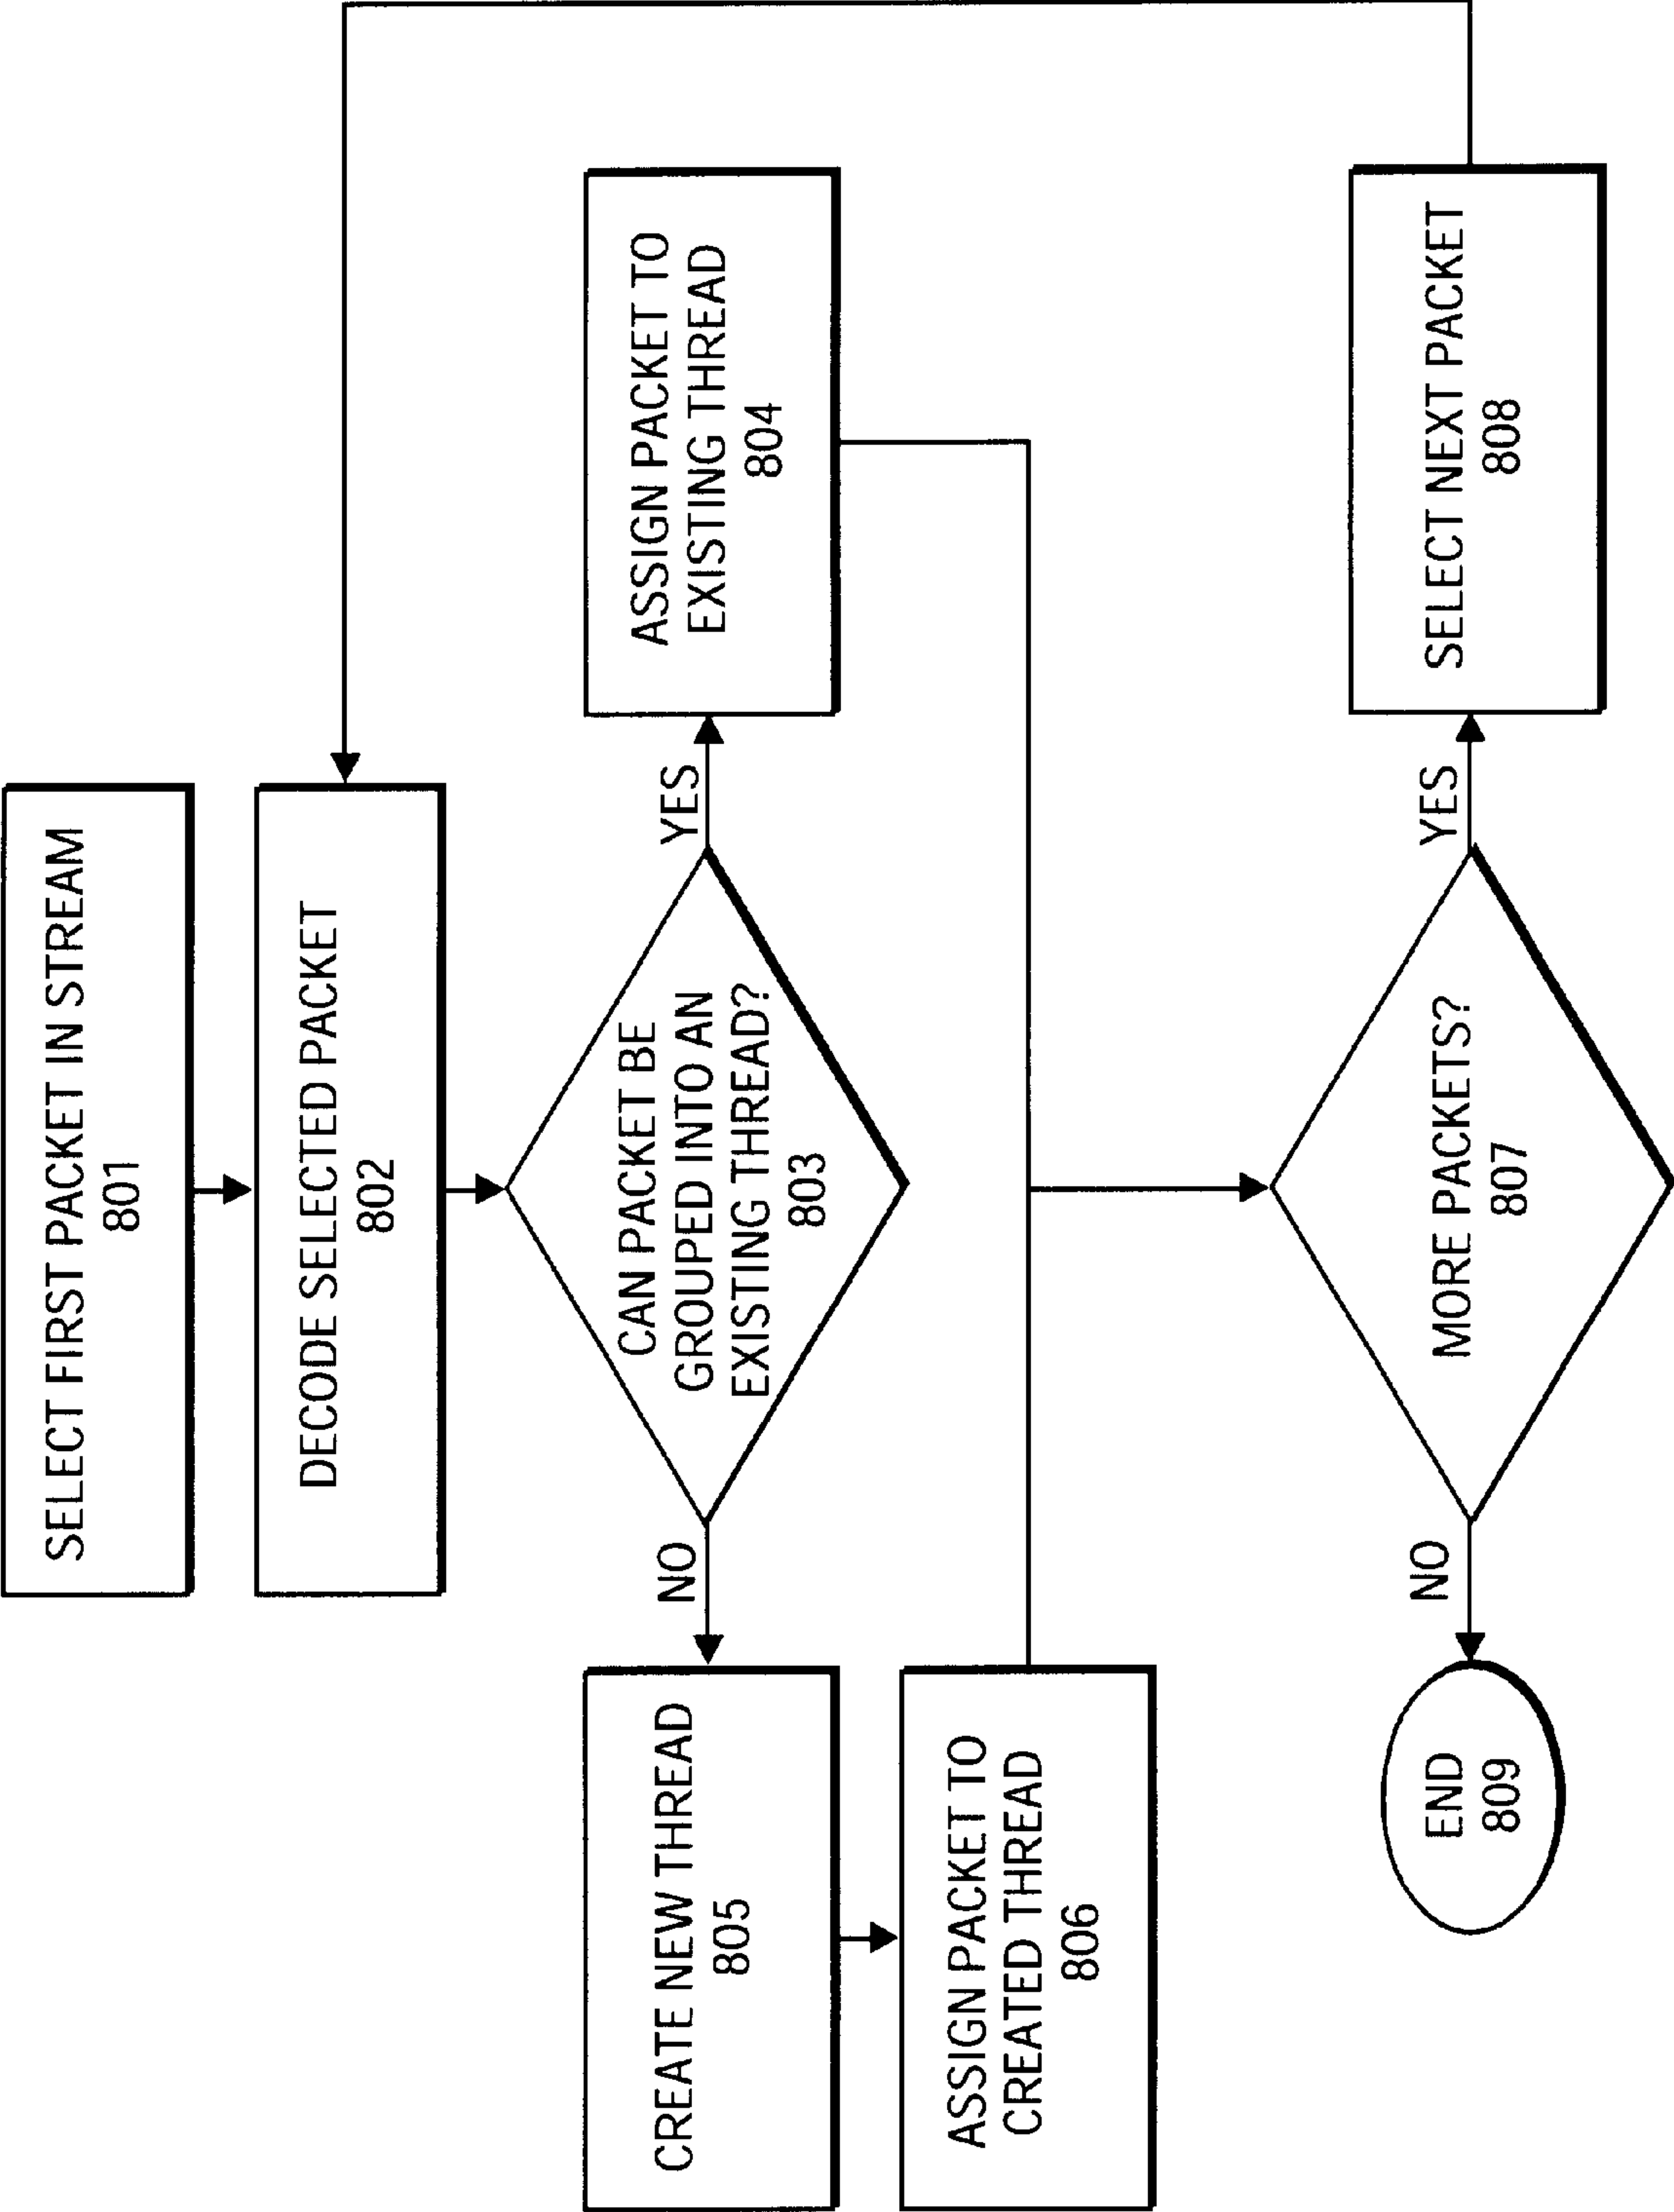 SELECT FIRST PACKET IN STREAM
801
DECODE SELECTED PACKET
802
CAN PACKET BE
GROUPED INTO AN
EXISTING THREAD?
803
YES
ASSIGN PACKET TO
EXISTING THREAD
804
NO
CREATE NEW THREAD
805
ASSIGN PACKET TO
CREATED THREAD
806
MORE PACKETS?
807
YES
SELECT NEXT PACKET
808
NO
END
809